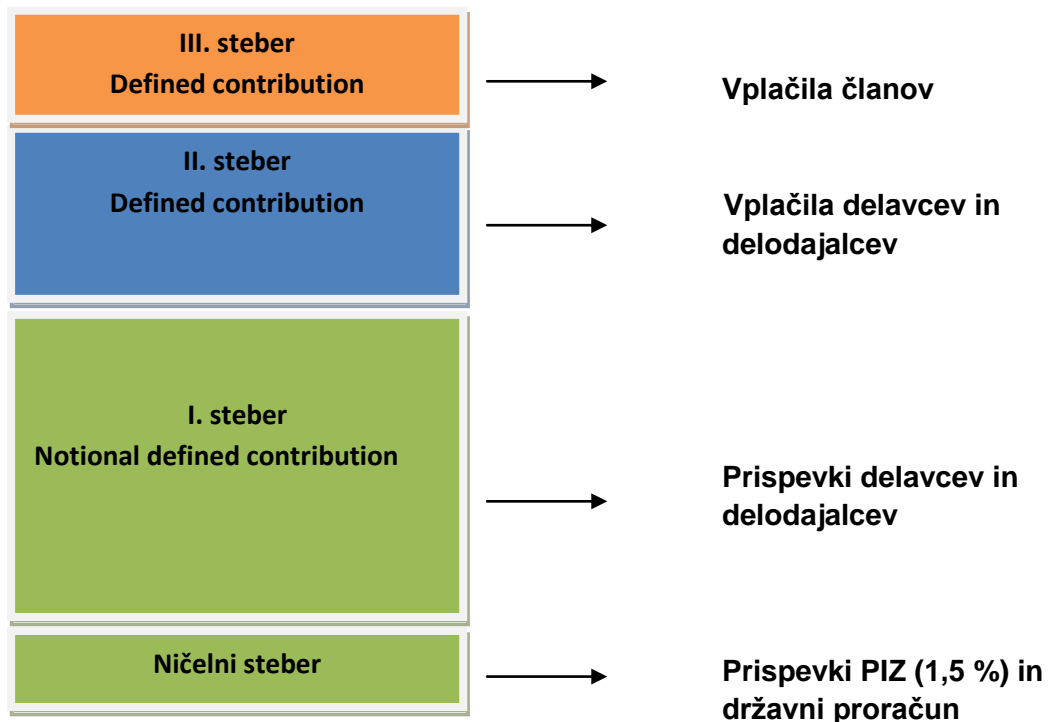 III. steber
Defined contribution
Vplačila članov
II. steber
Defined contribution
Vplačila delavcev in
delodajalcev
I. steber
Notional defined contribution
Prispevki delavcev in
delodajalcev
Ničelni steber
Prispevki PIZ (1,5 %) in
državni proračun